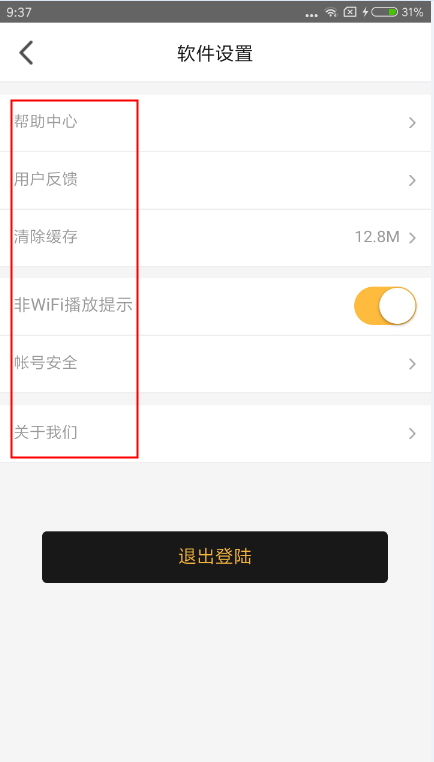 9:37
31%
软件设置
帮助中心
用户反馈
清除缓存 12.8M
非WiFi播放提示
帐号安全
关于我们
退出登陆